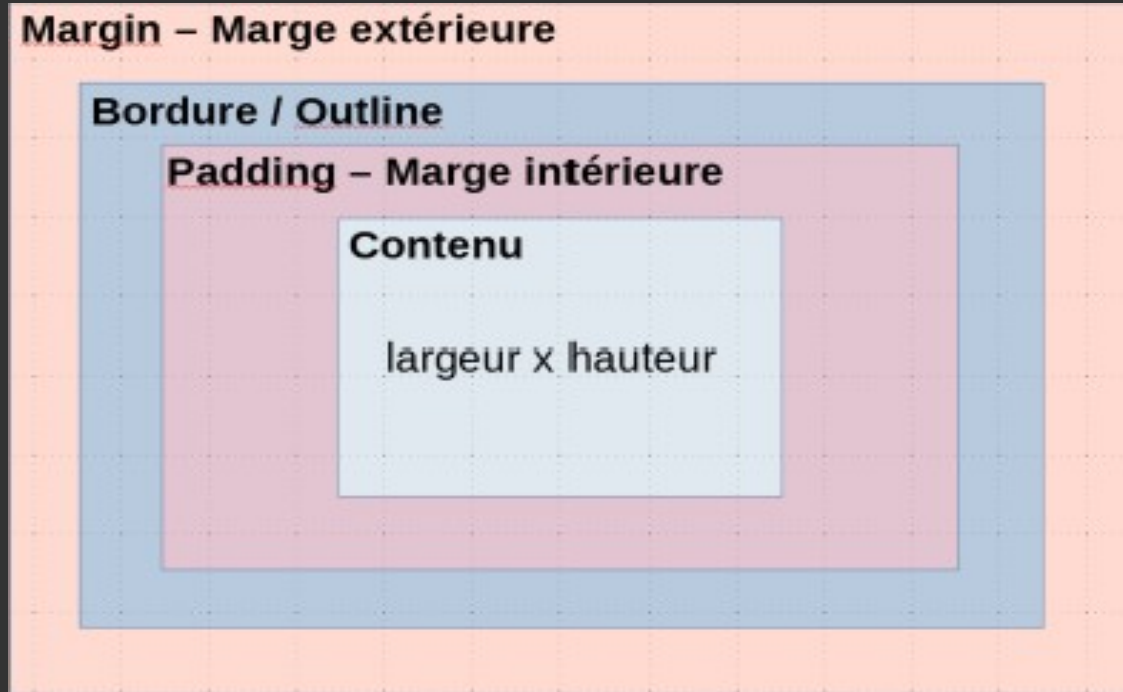 Margin – Marge extérieure
Bordure / Outline
Padding – Marge intérieure
Contenu
largeur x hauteur